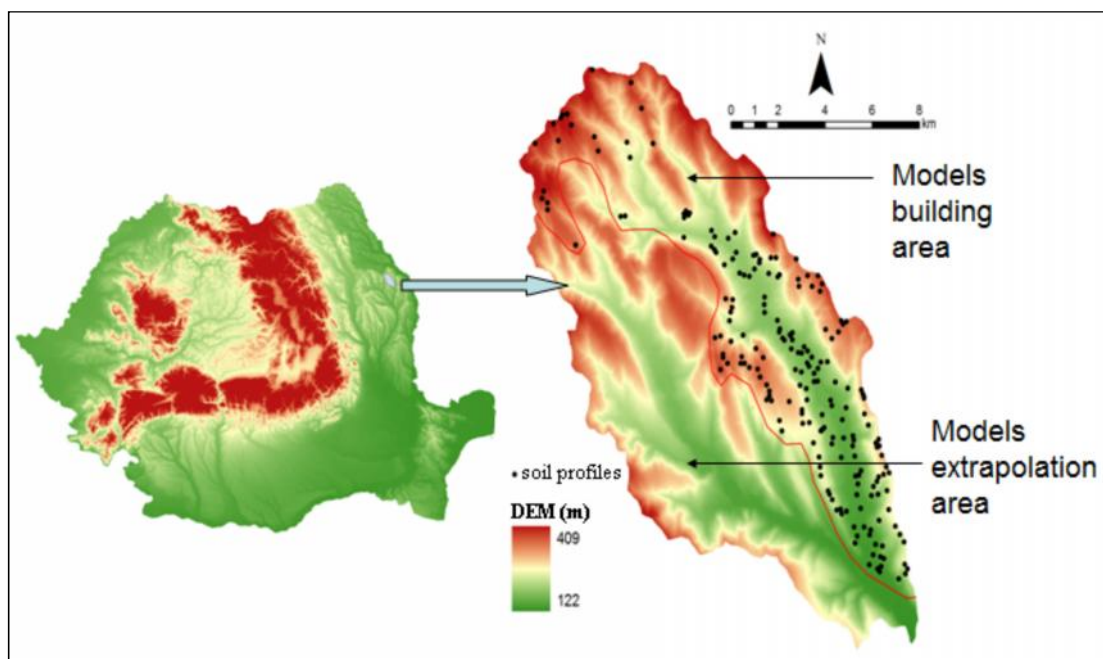 N
0 1 2 4 6 8
km
Models
building
area
Models
extrapolation
area
soil profiles
DEM (m)
409
122